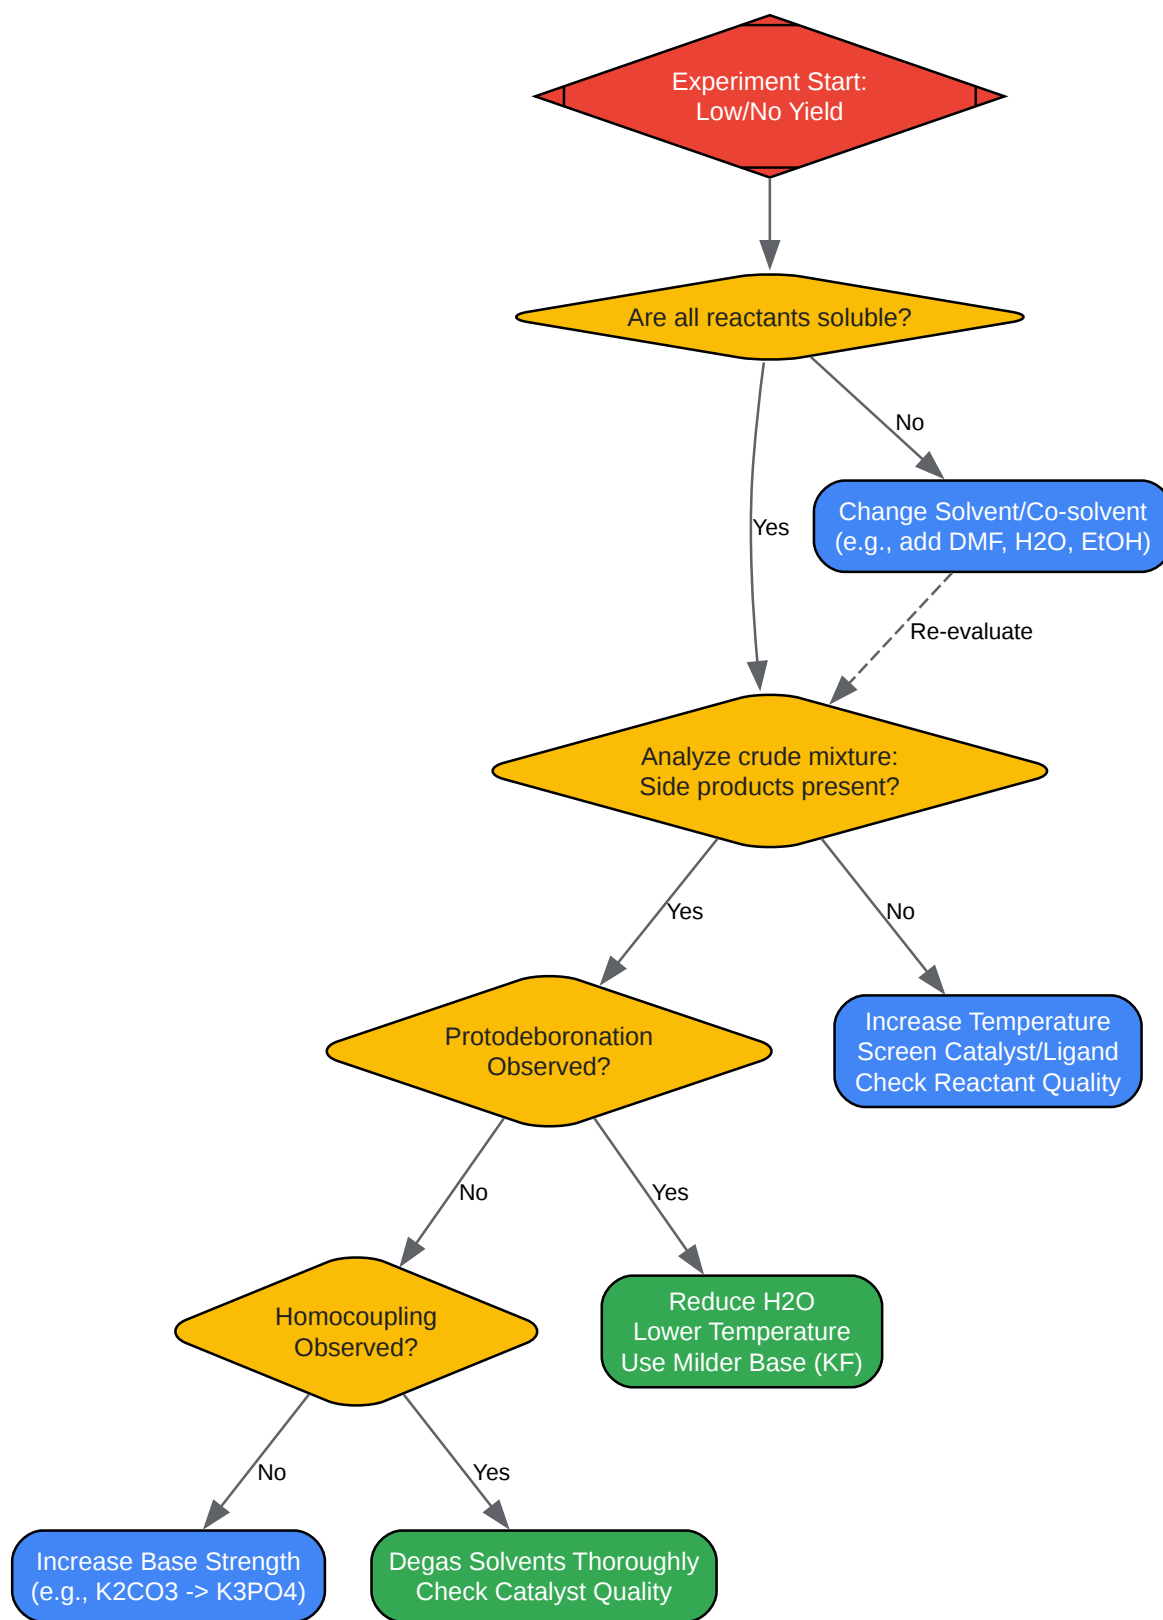 Experiment Start:
Low/No Yield
Are all reactants soluble?
No
Yes
Change Solvent/Co-solvent
(e.g., add DMF, H2O, EtOH)
Re-evaluate
Analyze crude mixture:
Side products present?
Yes
No
Protodeboronation
Observed?
Increase Temperature
Screen Catalyst/Ligand
Check Reactant Quality
No
Yes
Homocoupling
Observed?
Reduce H2O
Lower Temperature
Use Milder Base (KF)
No
Yes
Increase Base Strength
(e.g., K2CO3 -> K3PO4)
Degas Solvents Thoroughly
Check Catalyst Quality